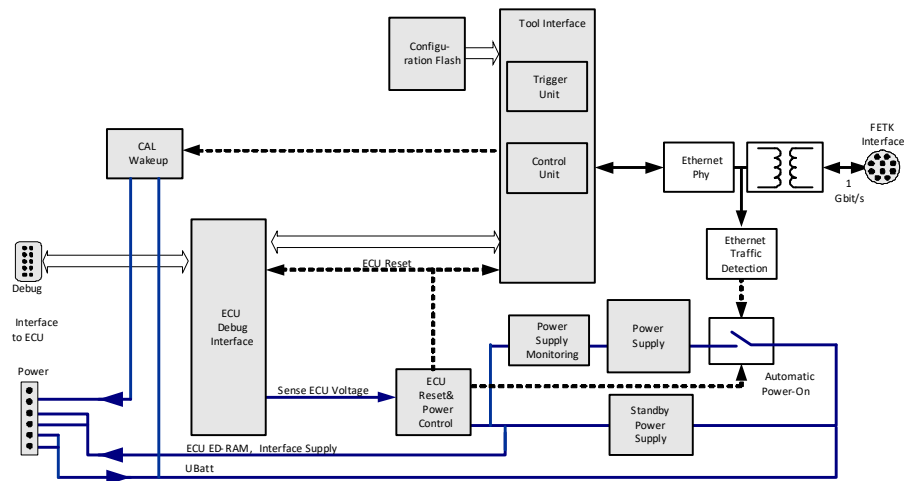 Tool Interface
Configu-
ration Flash
Trigger
Unit
CAL
Wakeup
Control
Unit
Ethernet
Phy
FETK
Interface
1
Gbit/s
Ethernet
Traffic
Detection
Debug
ECU Reset
Interface
to ECU
ECU
Debug
Interface
Power
Supply
Monitoring
Power
Supply
Automatic
Power-On
Power
Sense ECU Voltage
ECU
Reset&
Power
Control
Standby
Power
Supply
ECU ED-RAM, Interface Supply
UBatt